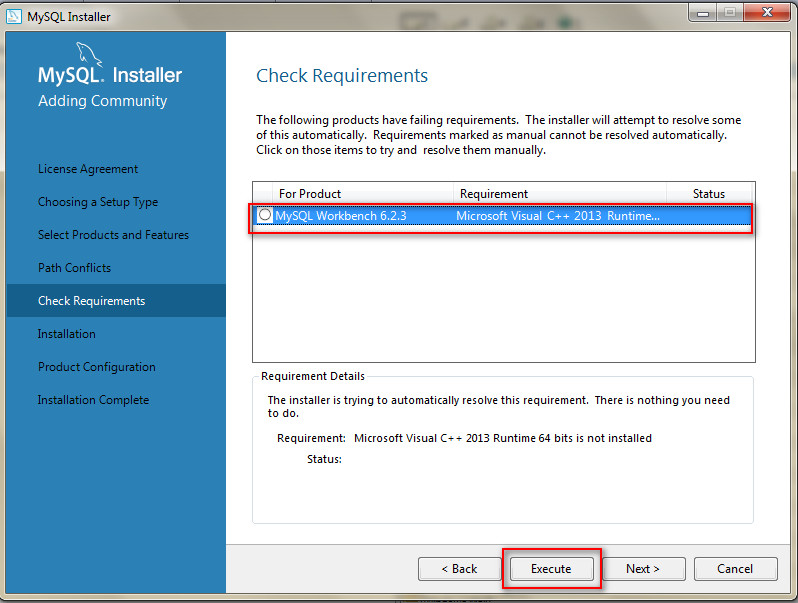 MySQL Installer
MySQL. Installer
Adding Community
License Agreement
Choosing a Setup Type
Select Products and Features
Path Conflicts
Check Requirements
Installation
Product Configuration
Installation Complete
Check Requirements
The following products have failing requirements. The installer will attempt to resolve some
of this automatically. Requirements marked as manual cannot be resolved automatically.
Click on those items to try and resolve them manually.
For Product Requirement Status
MySQL Workbench 6.2.3 Microsoft Visual C++ 2013 Runtime...
Requirement Details
The installer is trying to automatically resolve this requirement. There is nothing you need
to do.
Requirement: Microsoft Visual C++ 2013 Runtime 64 bits is not installed
Status:
< Back Execute Next > Cancel